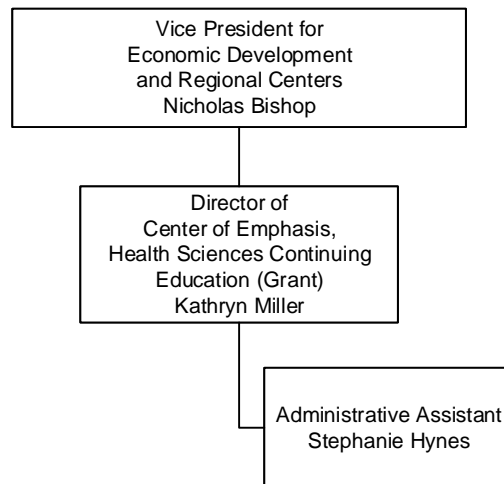 Vice President for
Economic Development
and Regional Centers
Nicholas Bishop
Director of
Center of Emphasis,
Health Sciences Continuing
Education (Grant)
Kathryn Miller
Administrative Assistant
Stephanie Hynes